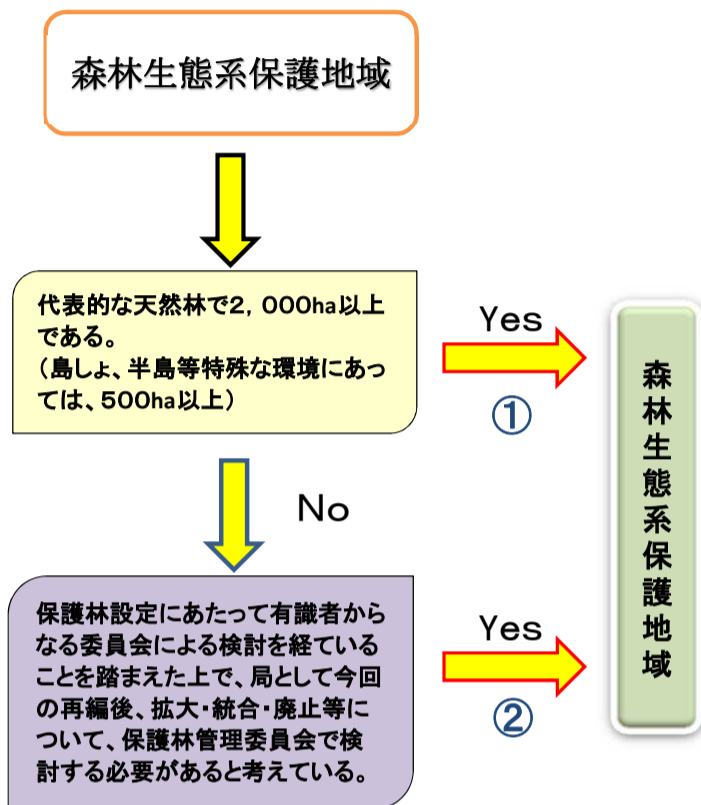 森林生態系保護地域
代表的な天然林で2，000ha以上
である。
（島しょ、半島等特殊な環境にあっ
ては、500ha以上）
Yes
①
No
保護林設定にあたって有識者から
なる委員会による検討を経ている
ことを踏まえた上で、局として今回
の再編後、拡大・統合・廃止等に
ついて、保護林管理委員会で検
討する必要があると考えている。
Yes
②
森林生態系保護地域